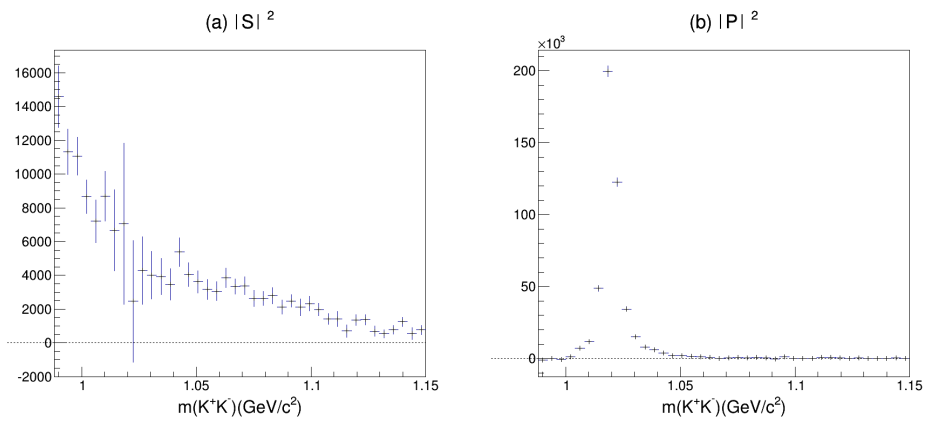 (a) |S| ²
16000
14000
12000
10000
8000
6000
4000
2000
0
-2000
1 1.05 1.1 1.15
m(K⁺K⁻)(GeV/c²)
(b) |P| ²
×10³
200
150
100
50
0
1 1.05 1.1 1.15
m(K⁺K⁻)(GeV/c²)